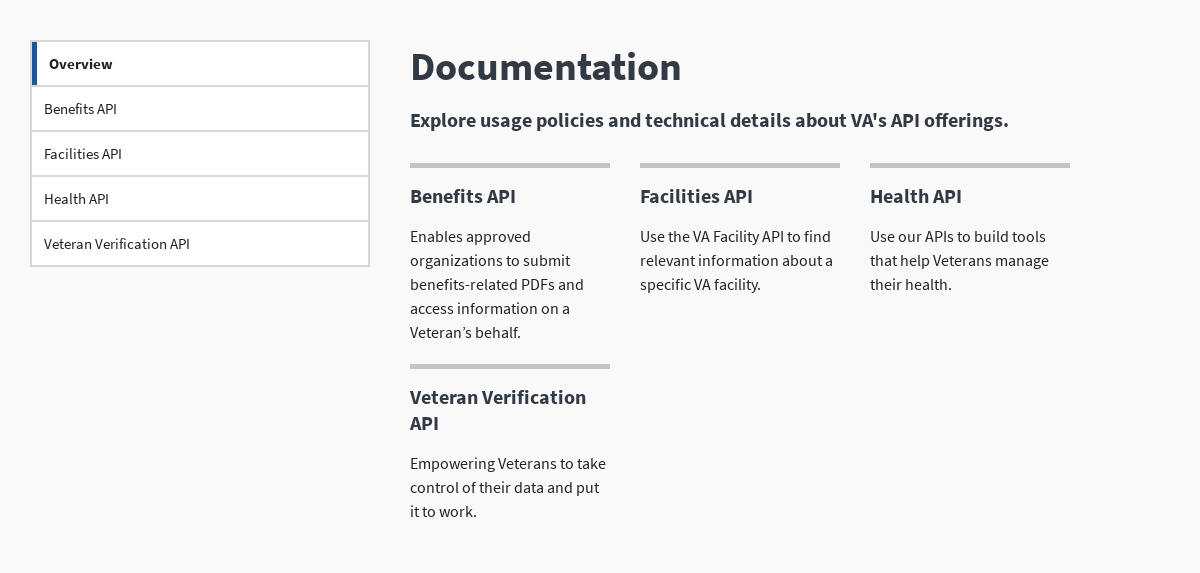 Overview
Benefits API
Facilities API
Health API
Veteran Verification API
Documentation
Explore usage policies and technical details about VA's API offerings.
Benefits API
Enables approved
organizations to submit
benefits-related PDFs and
access information on a
Veteran’s behalf.
Facilities API
Use the VA Facility API to find
relevant information about a
specific VA facility.
Health API
Use our APIs to build tools
that help Veterans manage
their health.
Veteran Verification
API
Empowering Veterans to take
control of their data and put
it to work.